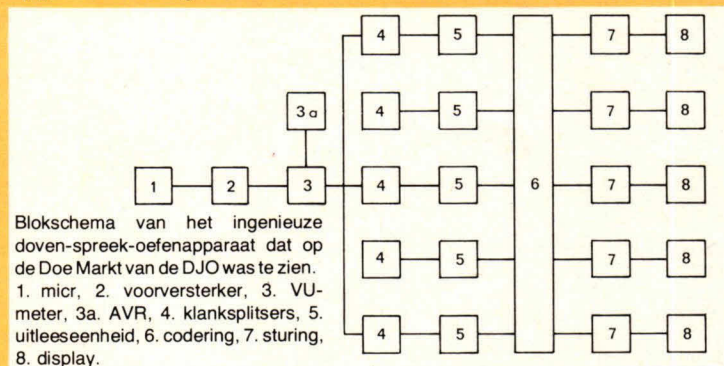 4 5 7 8
3a
4 5 7 8
1 2 3 4 5 6 7 8
Blokschema van het ingenieuze
doven-spreek-oefenapparaat dat op
de Doe Markt van de DJO was te zien.
1. micr, 2. voorversterker, 3. VU-
meter, 3a. AVR, 4. klanksplitsers, 5.
uitleeseenheid, 6. codering, 7. sturing,
8. display.
4 5 7 8
4 5 7 8